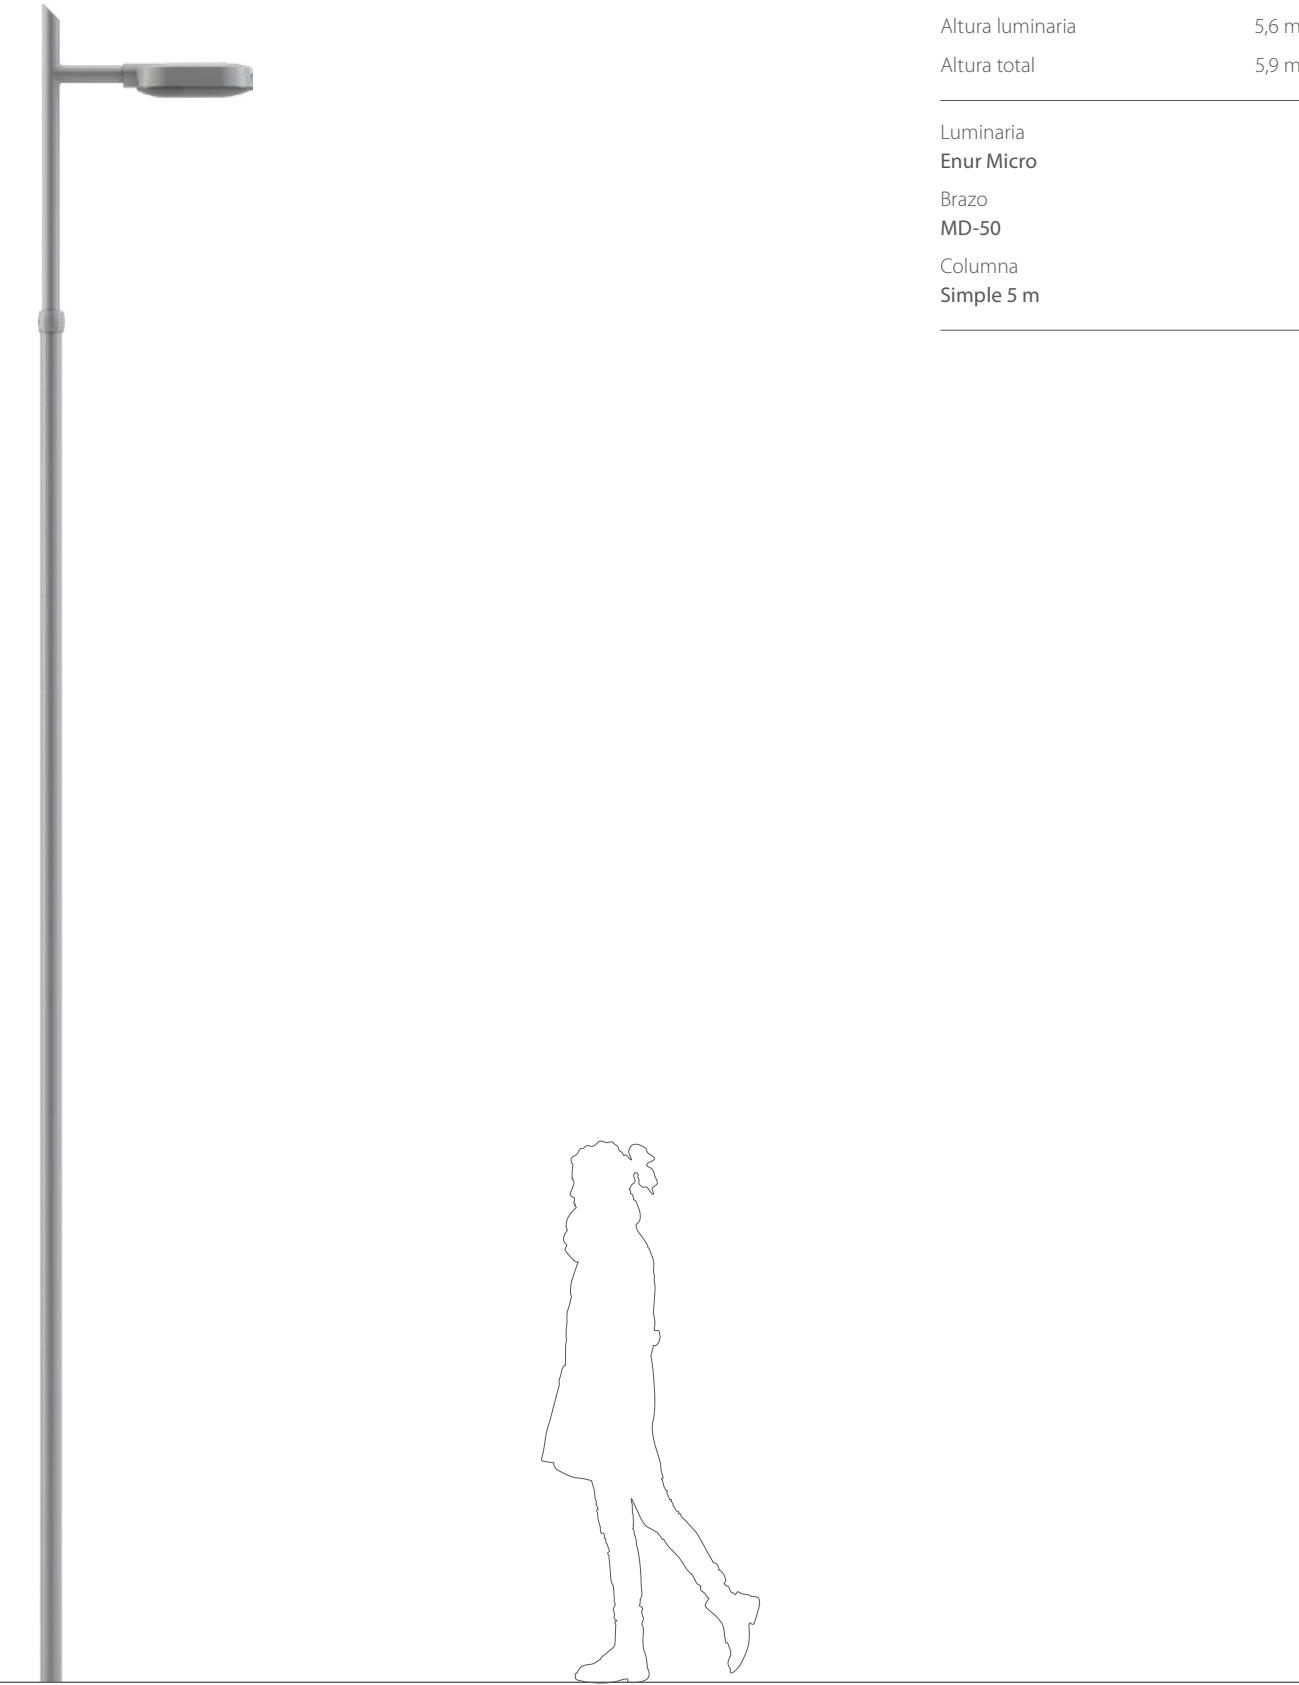 Altura luminaria 5,6 m
Altura total 5,9 m
Luminaria
Enur Micro
Brazo
MD-50
Columna
Simple 5 m